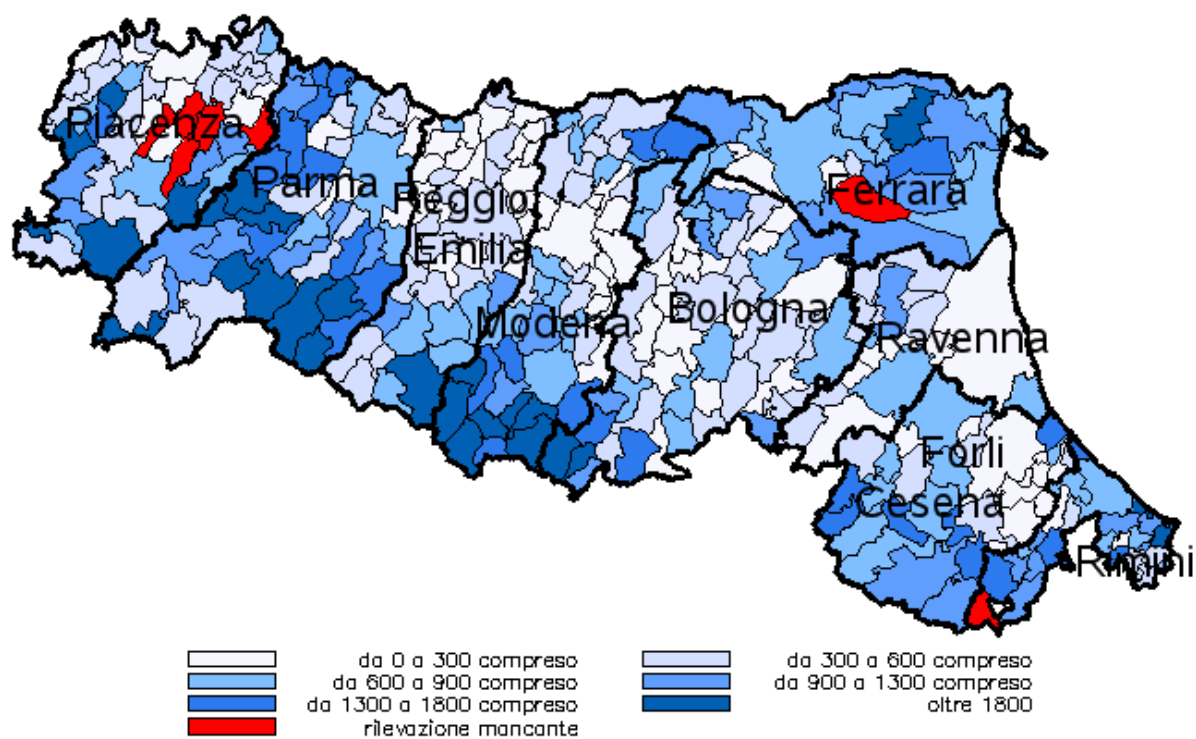 Piacenza
Parma
Reggio
Emilia
Modena
Bologna
Ferrara
Ravenna
Forlì
Cesena
Rimini
da 0 a 300 compreso
da 300 a 600 compreso
da 600 a 900 compreso
da 900 a 1300 compreso
da 1300 a 1800 compreso
oltre 1800
rilevazione mancante